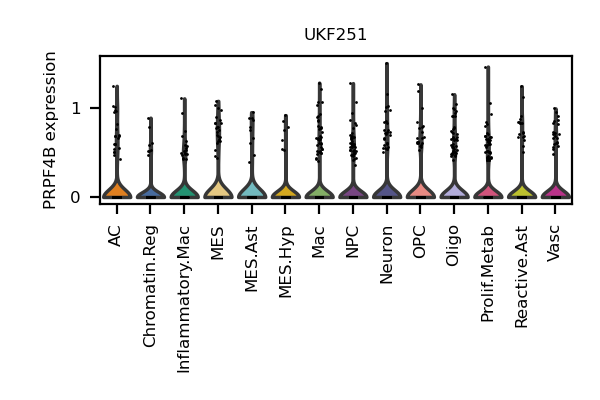 UKF251
PRPF4B expression
1
0
AC
Chromatin.Reg
Inflammatory.Mac
MES
MES.Ast
MES.Hyp
Mac
NPC
Neuron
OPC
Oligo
Prolif.Metab
Reactive.Ast
Vasc